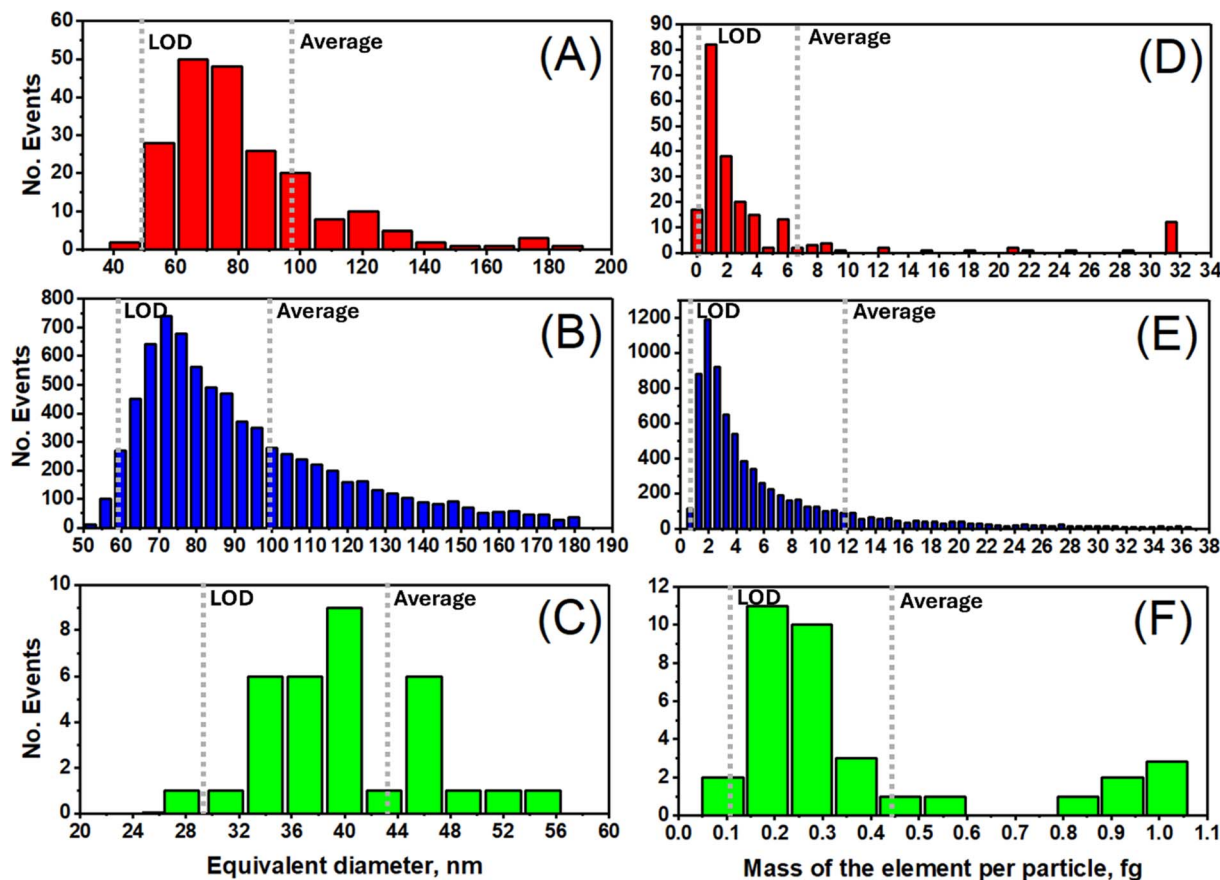 LOD Average (A)
No. Events
60
50
40
30
20
10
0
40 60 80 100 120 140 160 180 200
LOD Average (D)
90
80
70
60
50
40
30
20
10
0
0 2 4 6 8 10 12 14 16 18 20 22 24 26 28 30 32 34
LOD Average (B)
No. Events
800
700
600
500
400
300
200
100
0
50 60 70 80 90 100 110 120 130 140 150 160 170 180 190
LOD Average (E)
1200
1000
800
600
400
200
0
0 2 4 6 8 10 12 14 16 18 20 22 24 26 28 30 32 34 36 38
LOD Average (C)
No. Events
10
8
6
4
2
0
20 24 28 32 36 40 44 48 52 56 60
Equivalent diameter, nm
LOD Average (F)
12
10
8
6
4
2
0
0.0 0.1 0.2 0.3 0.4 0.5 0.6 0.7 0.8 0.9 1.0 1.1
Mass of the element per particle, fg